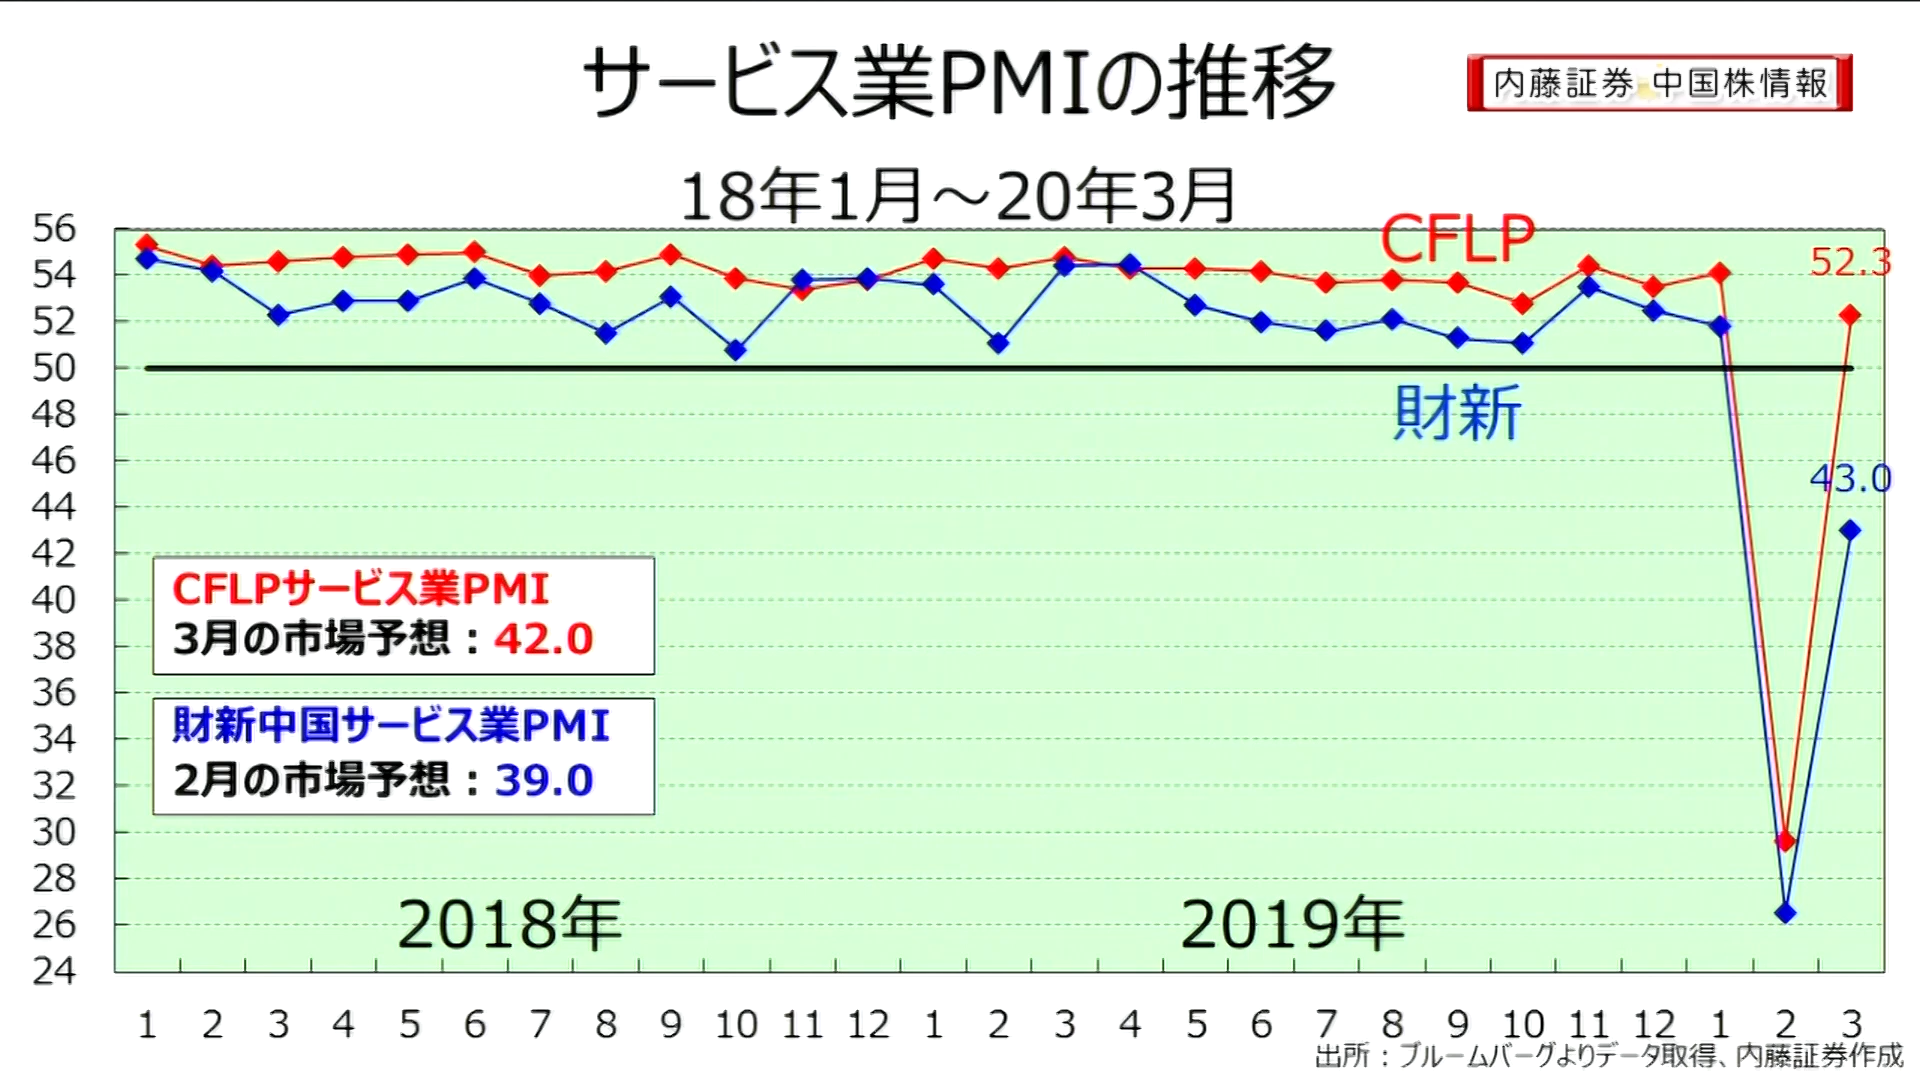 サービス業PMIの推移
内藤証券 中国株情報
18年1月～20年3月
CFLP
52.3
財新
43.0
56
54
52
50
48
46
44
42
40
38
36
34
32
30
28
26
24
CFLPサービス業PMI
3月の市場予想：42.0
財新中国サービス業PMI
2月の市場予想：39.0
2018年 2019年
1 2 3 4 5 6 7 8 9 10 11 12 1 2 3 4 5 6 7 8 9 10 11 12 1 2 3
出所：ブルームバーグよりデータ取得、内藤証券作成